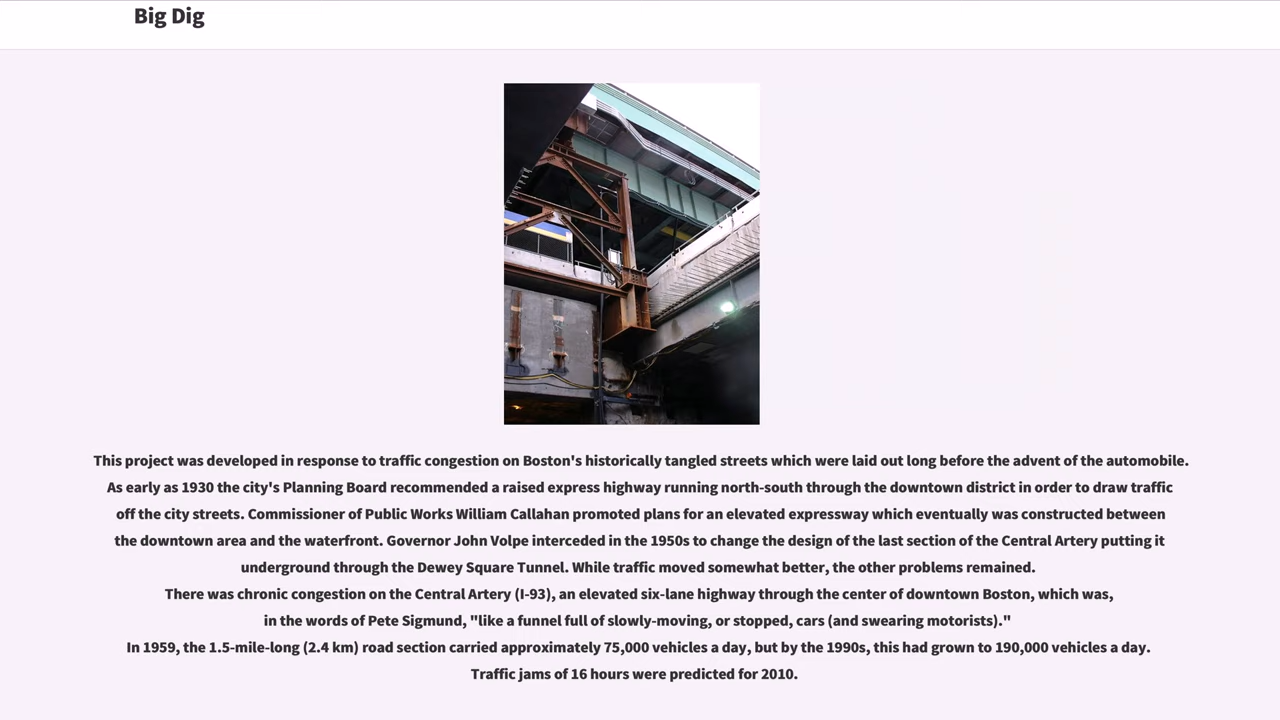 Big Dig
This project was developed in response to traffic congestion on Boston's historically tangled streets which were laid out long before the advent of the automobile.
As early as 1930 the city's Planning Board recommended a raised express highway running north-south through the downtown district in order to draw traffic
off the city streets. Commissioner of Public Works William Callahan promoted plans for an elevated expressway which eventually was constructed between
the downtown area and the waterfront. Governor John Volpe interceded in the 1950s to change the design of the last section of the Central Artery putting it
underground through the Dewey Square Tunnel. While traffic moved somewhat better, the other problems remained.
There was chronic congestion on the Central Artery (I-93), an elevated six-lane highway through the center of downtown Boston, which was,
in the words of Pete Sigmund, "like a funnel full of slowly-moving, or stopped, cars (and swearing motorists)."
In 1959, the 1.5-mile-long (2.4 km) road section carried approximately 75,000 vehicles a day, but by the 1990s, this had grown to 190,000 vehicles a day.
Traffic jams of 16 hours were predicted for 2010.